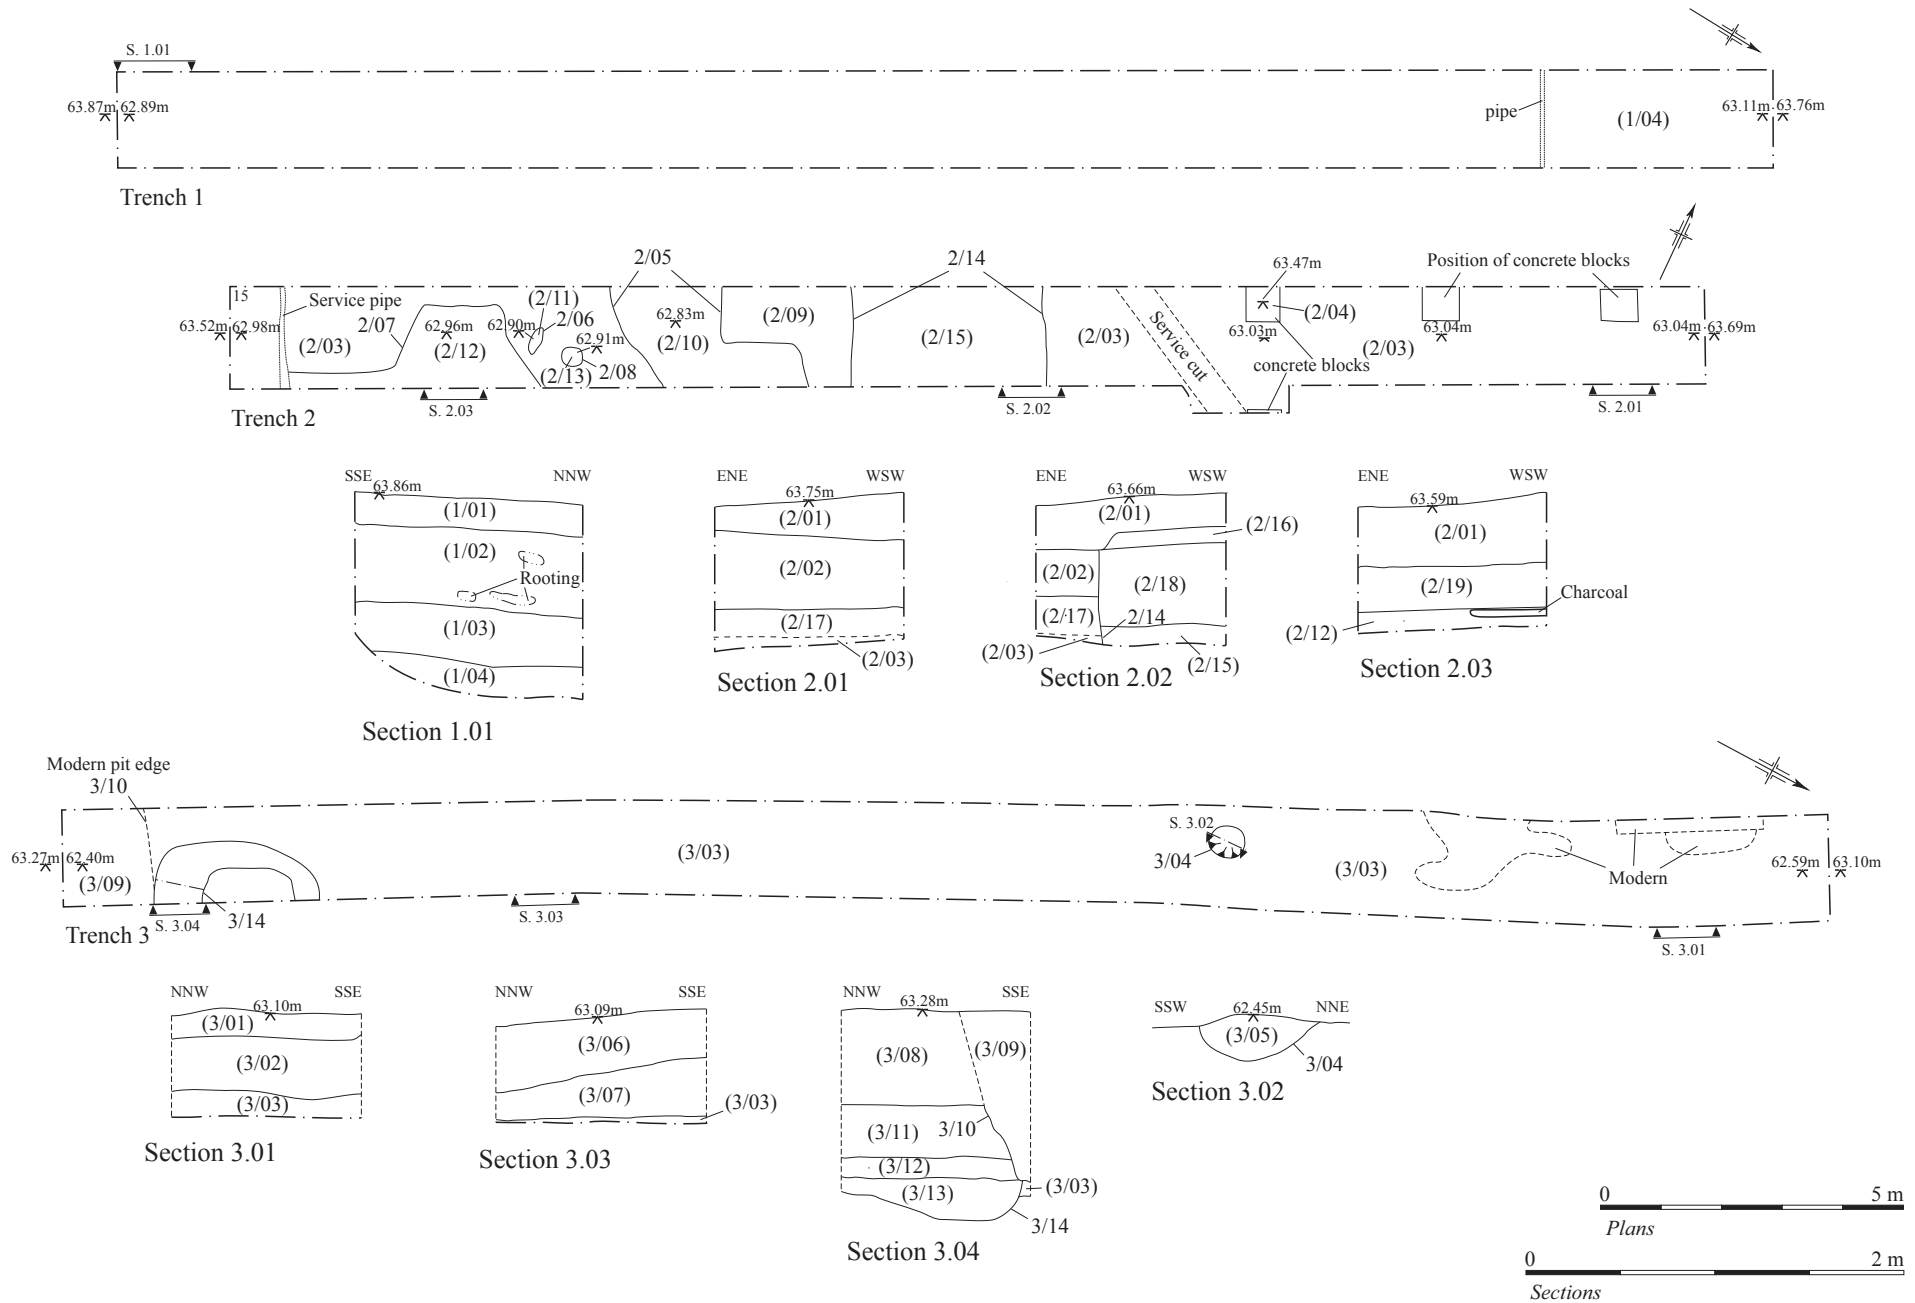 S. 1.01
63.87m 62.89m
pipe
(1/04)
63.11m 63.76m
Trench 1
2/05
2/14
63.47m
Position of concrete blocks
15
Service pipe
(2/11)
2/06
2/07
63.52m 62.98m
62.96m
62.90m
62.83m
(2/09)
(2/04)
(2/03)
(2/12)
62.91m
(2/10)
(2/15)
(2/03)
Service cut
63.03m
63.04m
(2/03)
63.04m 63.69m
(2/13)
2/08
concrete blocks
Trench 2
S. 2.03
S. 2.02
S. 2.01
SSE
NNW
63.86m
(1/01)
(1/02)
Rooting
(1/03)
(1/04)
Section 1.01
ENE
WSW
63.75m
(2/01)
(2/02)
(2/17)
(2/03)
Section 2.01
ENE
WSW
63.66m
(2/01)
(2/16)
(2/02)
(2/18)
(2/17)
2/14
(2/03)
(2/15)
Section 2.02
ENE
WSW
63.59m
(2/01)
(2/19)
Charcoal
(2/12)
Section 2.03
Modern pit edge
3/10
63.27m 62.40m
(3/09)
(3/03)
S. 3.02
3/04
(3/03)
Modern
62.59m 63.10m
Trench 3
S. 3.04
3/14
S. 3.03
S. 3.01
NNW
SSE
63.10m
(3/01)
(3/02)
(3/03)
Section 3.01
NNW
SSE
63.09m
(3/06)
(3/07)
(3/03)
Section 3.03
NNW
SSE
63.28m
(3/08)
(3/09)
(3/11)
3/10
(3/12)
(3/13)
(3/03)
3/14
Section 3.04
SSW
NNE
62.45m
(3/05)
3/04
Section 3.02
0
5 m
Plans
0
2 m
Sections